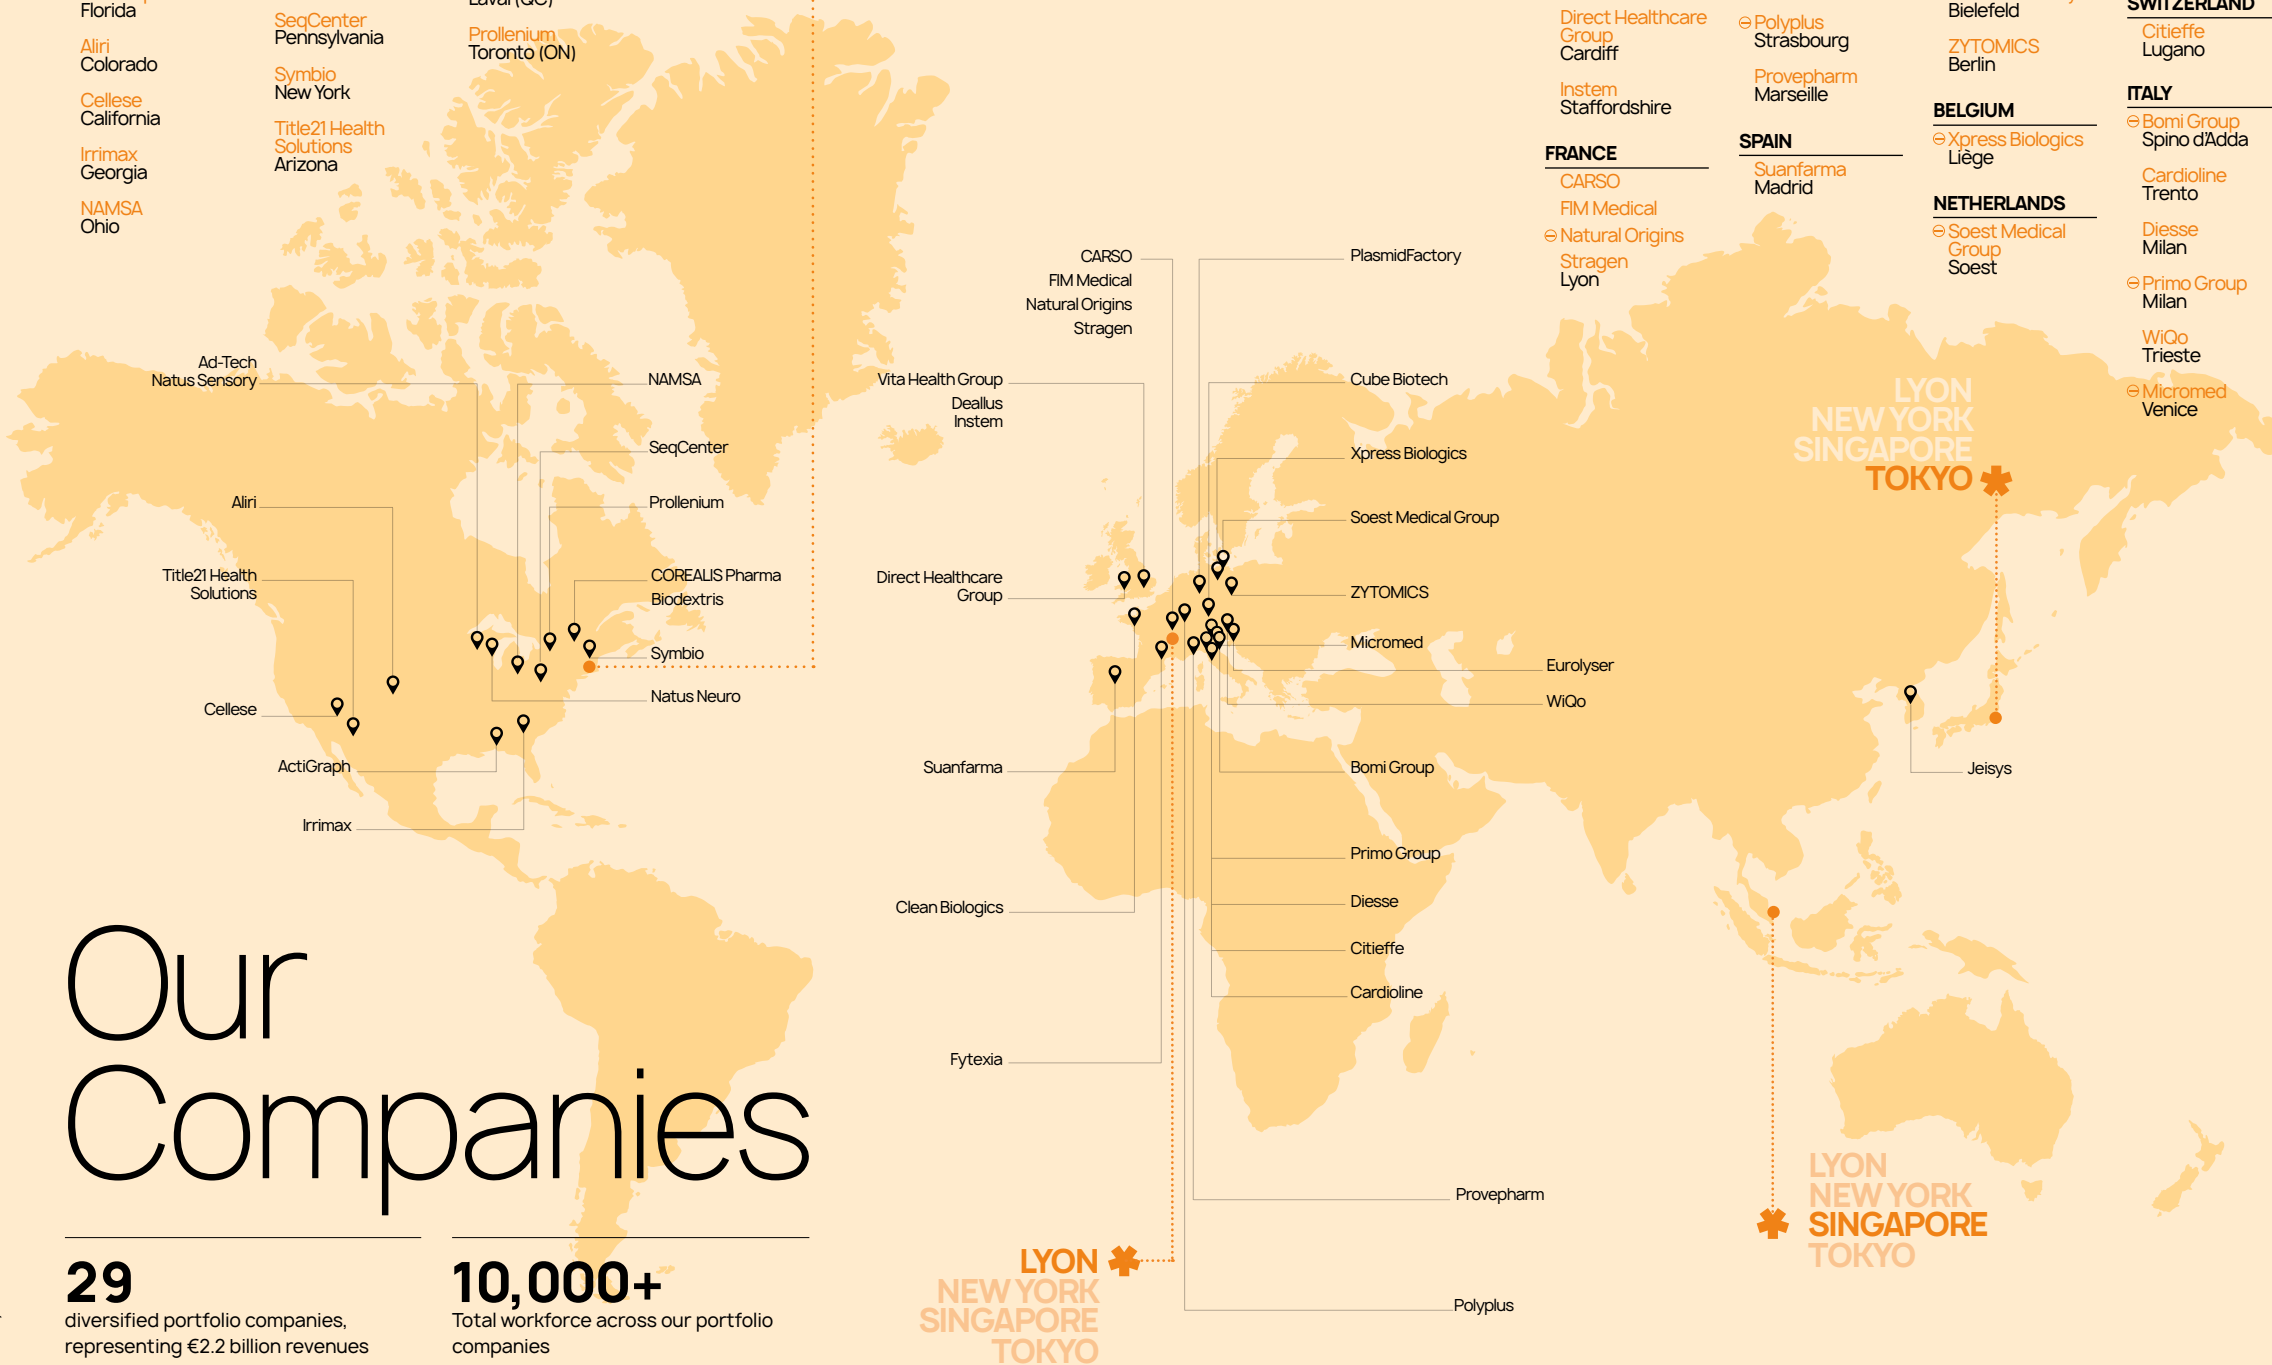 Florida
Aliri
Colorado
Cellese
California
Irrimax
Georgia
NAMSA
Ohio
SeqCenter
Pennsylvania
Symbio
New York
Title21 Health
Solutions
Arizona
Laval (QC)
Prollenium
Toronto (ON)
Direct Healthcare
Group
Cardiff
Instem
Staffordshire
FRANCE
CARSO
FIM Medical
Natural Origins
Stragen
Lyon
Polyplus
Strasbourg
Provepharm
Marseille
SPAIN
Suanfarma
Madrid
Bielefeld
ZYTOMICS
Berlin
BELGIUM
Xpress Biologics
Liège
NETHERLANDS
Soest Medical
Group
Soest
SWITZERLAND
Citieffe
Lugano
ITALY
Bomi Group
Spino d'Adda
Cardioline
Trento
Diesse
Milan
Primo Group
Milan
WiQo
Trieste
Micromed
Venice
Ad-Tech
Natus Sensory
Aliri
Title21 Health
Solutions
Cellese
ActiGraph
Irrimax
NAMSA
SeqCenter
Prollenium
COREALIS Pharma
Biodextris
Symbio
Natus Neuro
CARSO
FIM Medical
Natural Origins
Stragen
Vita Health Group
Deallus
Instem
Direct Healthcare
Group
Suanfarma
Clean Biologics
Fytexia
PlasmidFactory
Cube Biotech
Xpress Biologics
Soest Medical Group
ZYTOMICS
Micromed
Eurolyser
WiQo
Bomi Group
Primo Group
Diesse
Citieffe
Cardioline
Provepharm
Polyplus
Jeisys
LYON
NEW YORK
SINGAPORE
TOKYO
LYON
NEW YORK
SINGAPORE
TOKYO
LYON
NEW YORK
SINGAPORE
TOKYO
Our
Companies
29
diversified portfolio companies,
representing €2.2 billion revenues
10,000+
Total workforce across our portfolio
companies